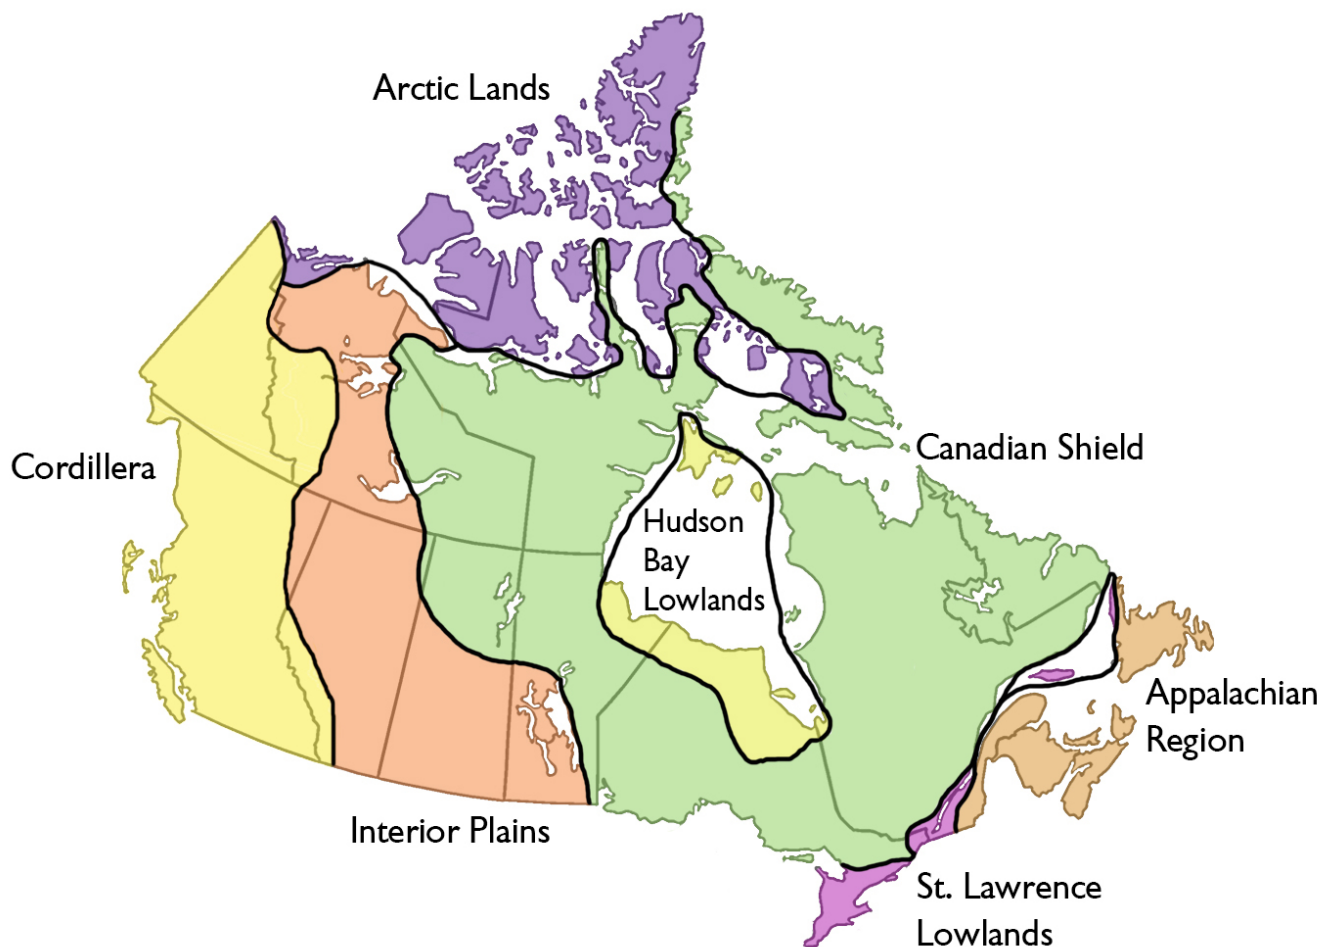 Arctic Lands
Cordillera
Canadian Shield
Hudson
Bay
Lowlands
Appalachian
Region
Interior Plains
St. Lawrence
Lowlands